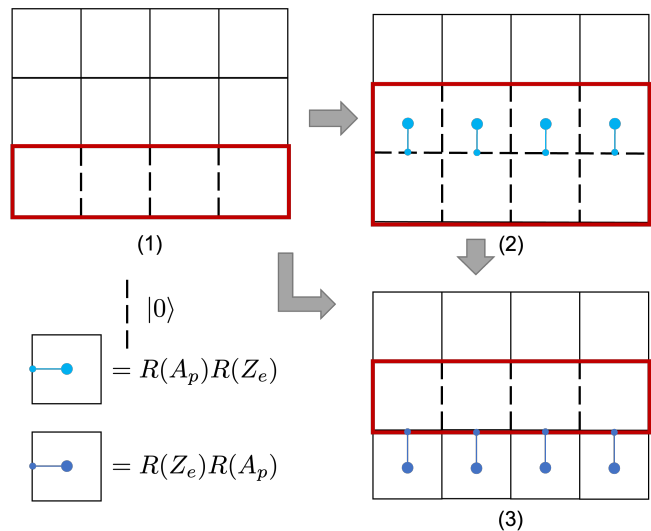 (1)
(2)
|0⟩
= R(A_p)R(Z_e)
= R(Z_e)R(A_p)
(3)